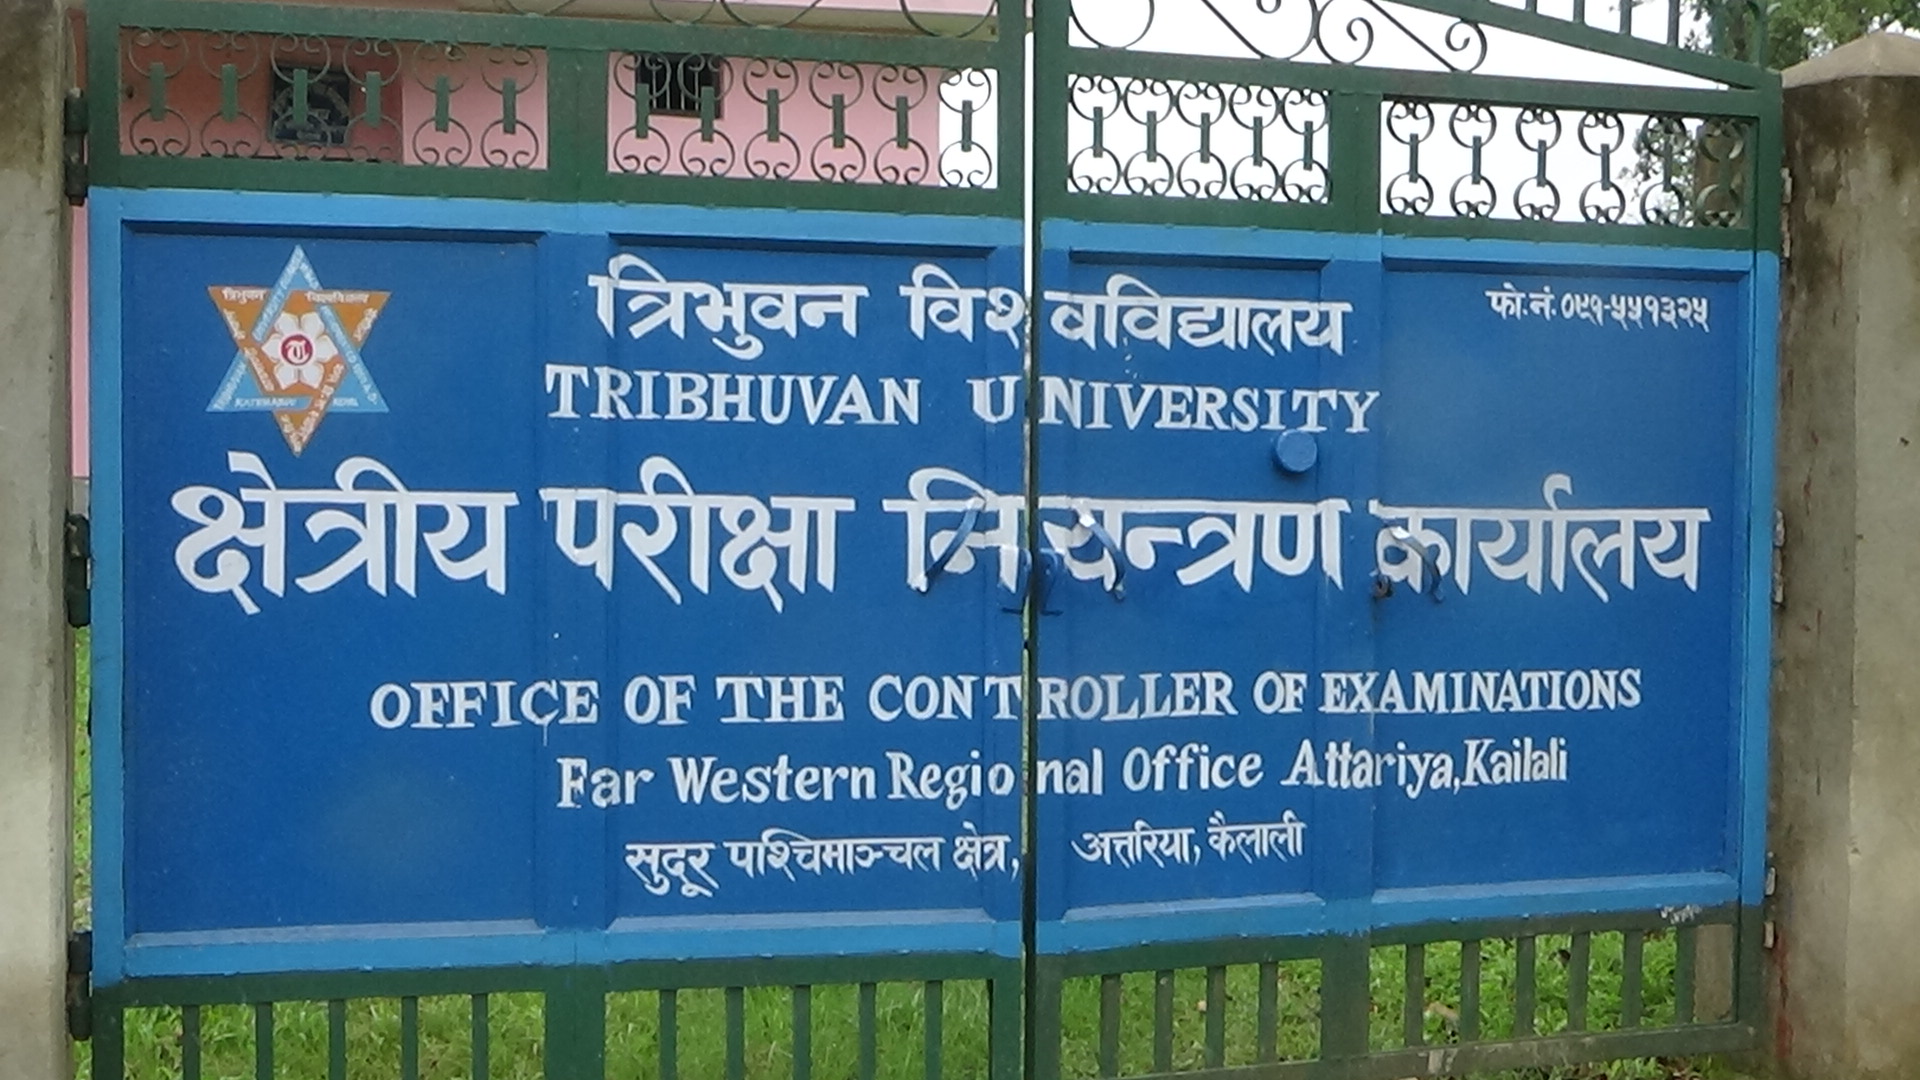 त्रिभुवन विश्वविद्यालय
फो.नं. ०९१-५५१३२५
TRIBHUVAN UNIVERSITY
क्षेत्रीय परीक्षा नियन्त्रण कार्यालय
OFFICE OF THE CONTROLLER OF EXAMINATIONS
Far Western Regional Office Attariya, Kailali
सुदूर पश्चिमाञ्चल क्षेत्र, अत्तरिया, कैलाली